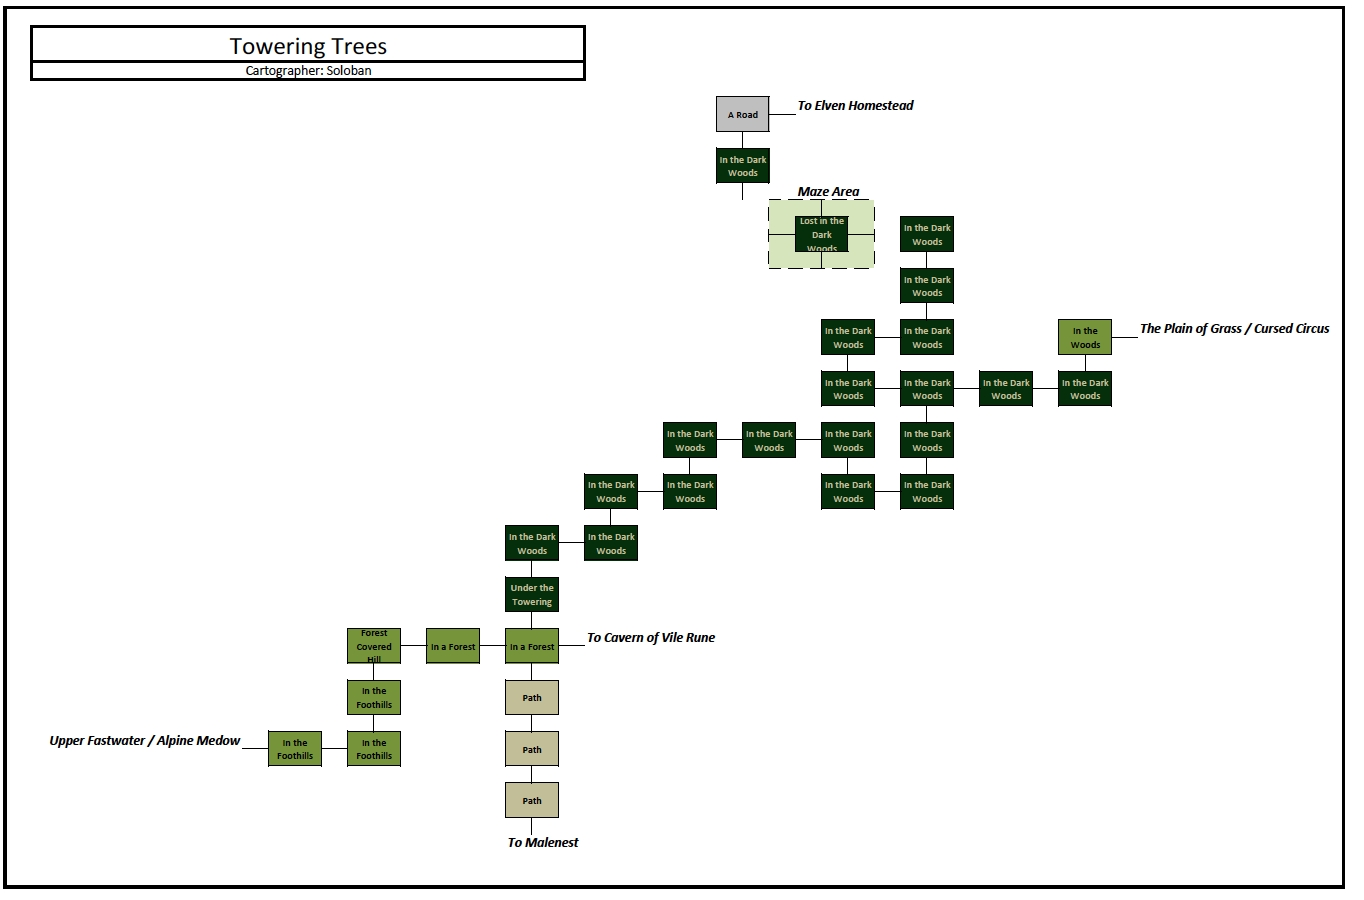 Towering Trees
Cartographer: Soloban
To Elven Homestead
A Road
In the Dark
Woods
Maze Area
Lost in the
Dark
Woods
In the Dark
Woods
In the Dark
Woods
In the Dark
Woods
In the Dark
Woods
In the
Woods
The Plain of Grass / Cursed Circus
In the Dark
Woods
In the Dark
Woods
In the Dark
Woods
In the Dark
Woods
In the Dark
Woods
In the Dark
Woods
In the Dark
Woods
In the Dark
Woods
In the Dark
Woods
In the Dark
Woods
In the Dark
Woods
In the Dark
Woods
In the Dark
Woods
In the Dark
Woods
Under the
Towering
Forest
Covered
Hill
In a Forest
In a Forest
To Cavern of Vile Rune
In the
Foothills
Path
Upper Fastwater / Alpine Medow
In the
Foothills
In the
Foothills
Path
Path
To Malenest